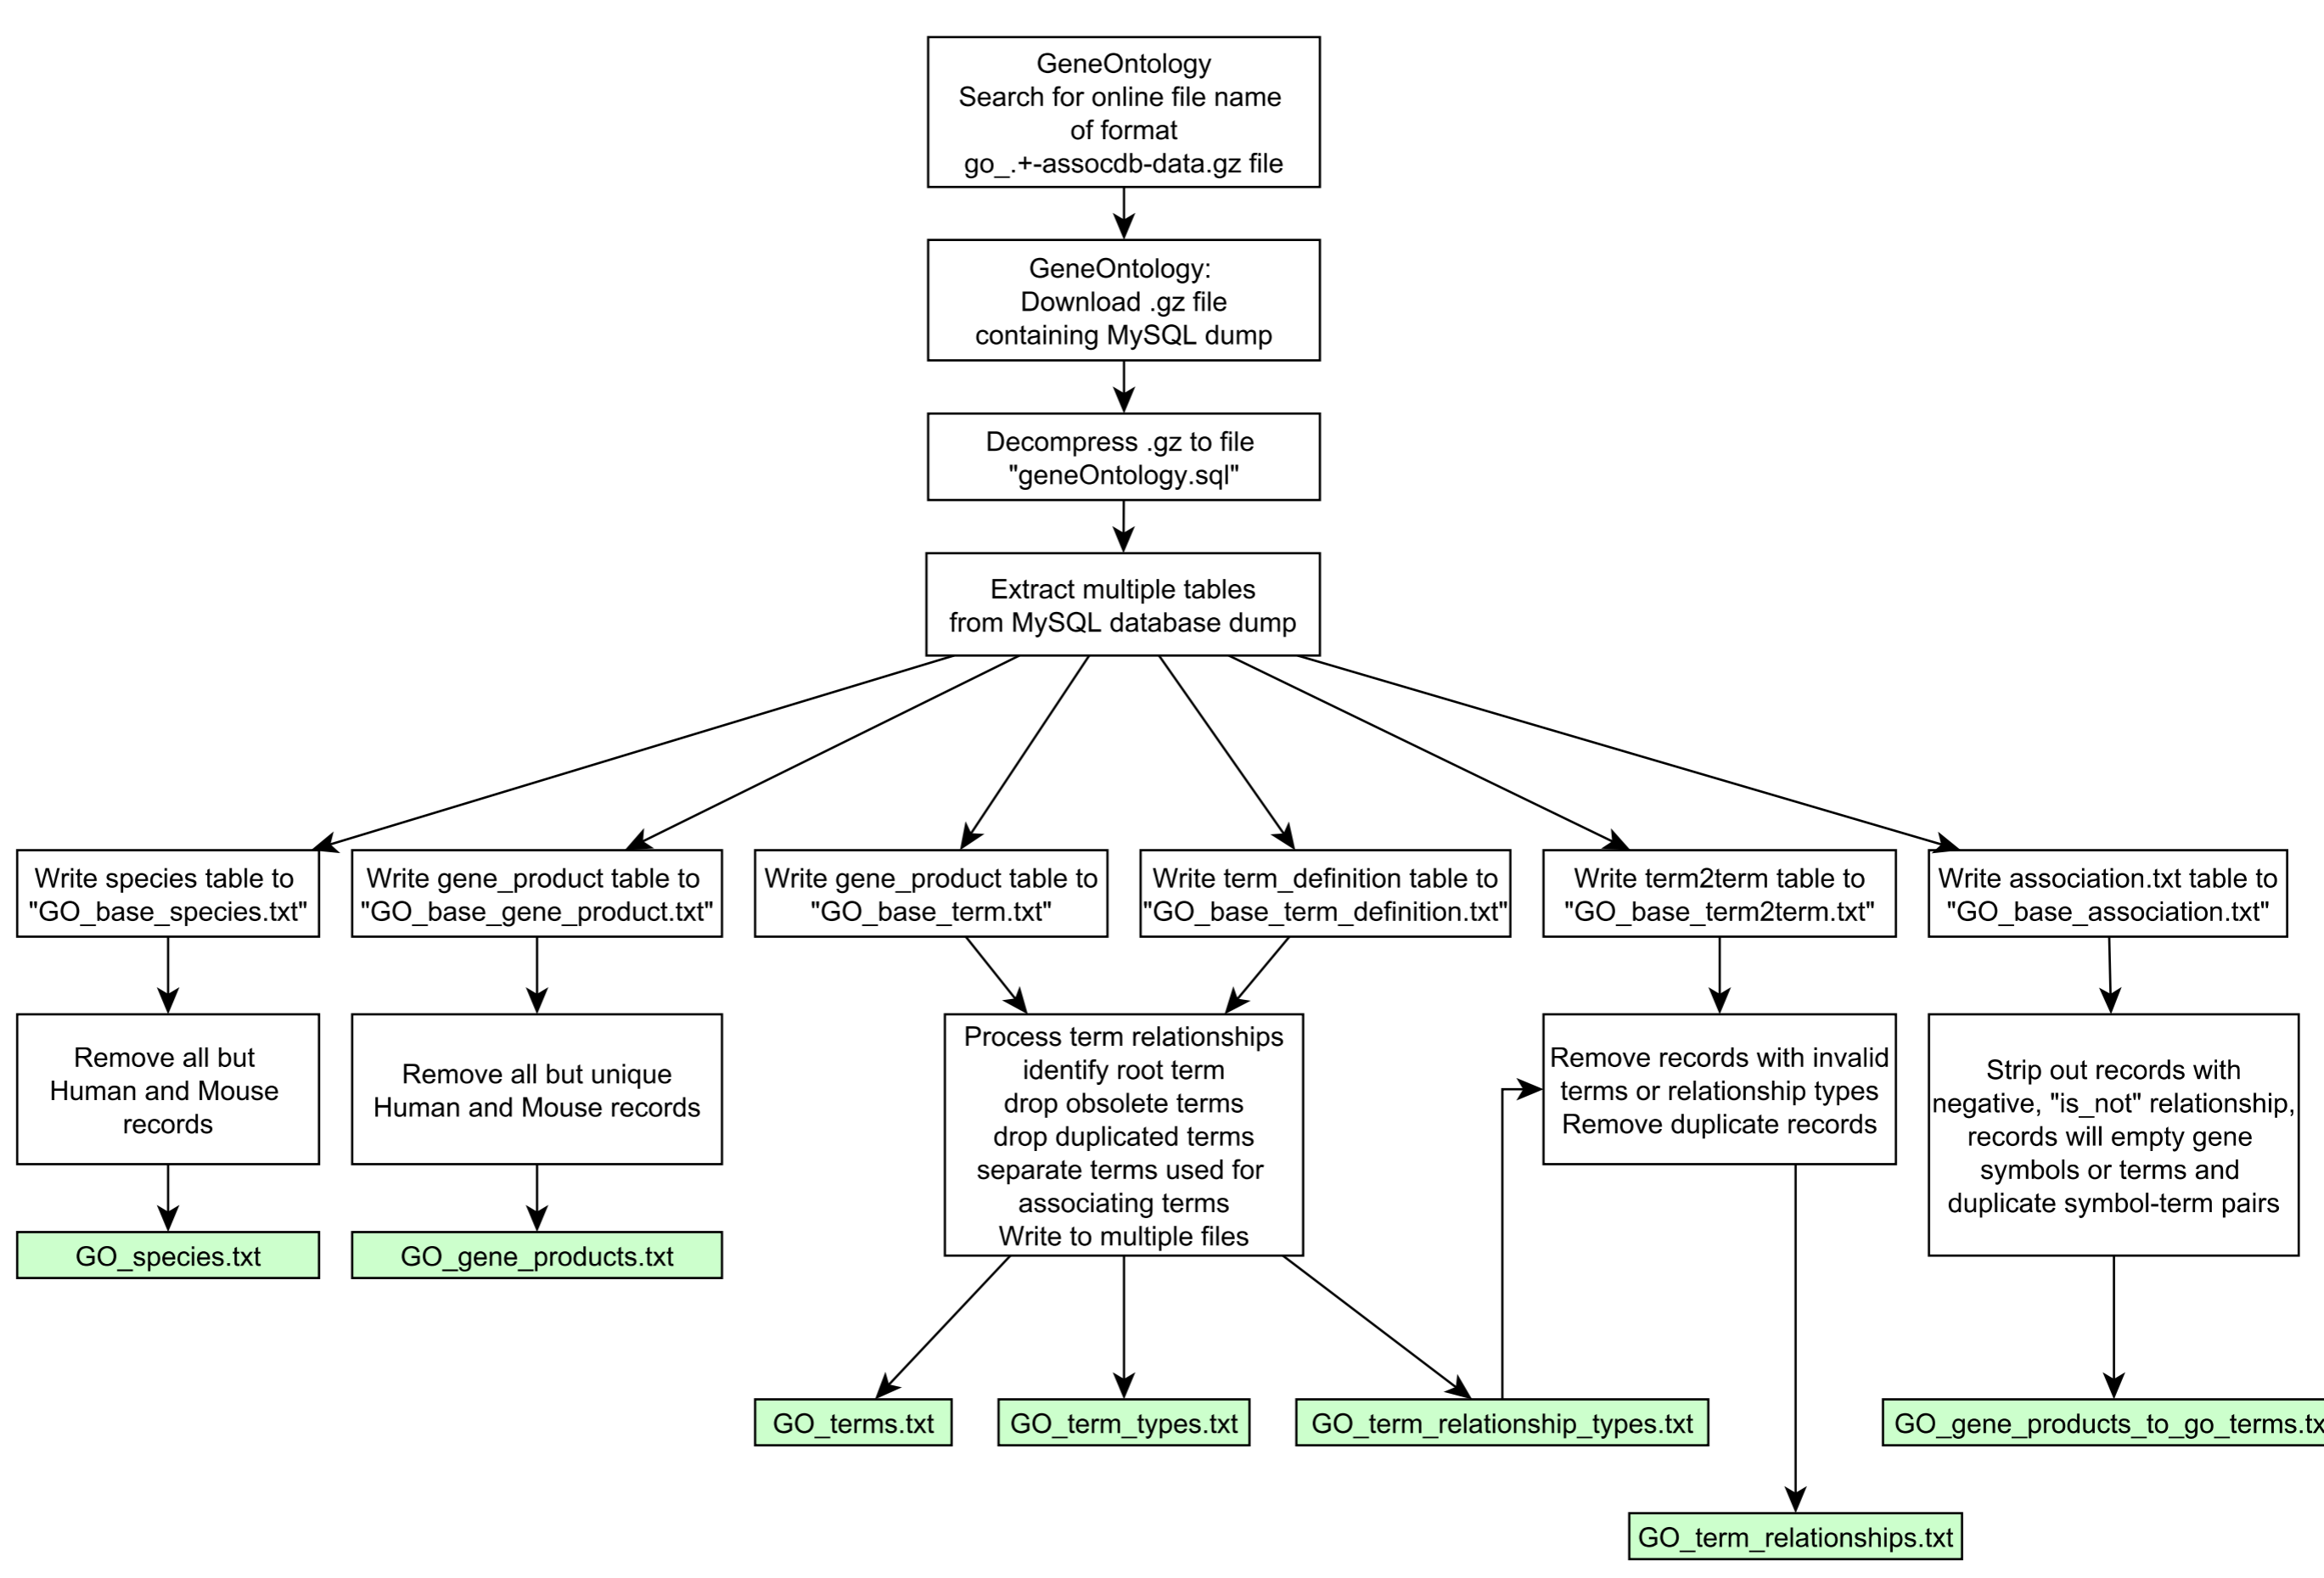 GeneOntology
Search for online file name
of format
go_.+-assocdb-data.gz file
GeneOntology:
Download .gz file
containing MySQL dump
Decompress .gz to file
"geneOntology.sql"
Extract multiple tables
from MySQL database dump
Write species table to
"GO_base_species.txt"
Write gene_product table to
"GO_base_gene_product.txt"
Write gene_product table to
"GO_base_term.txt"
Write term_definition table to
"GO_base_term_definition.txt"
Write term2term table to
"GO_base_term2term.txt"
Write association.txt table to
"GO_base_association.txt"
Remove all but
Human and Mouse
records
Remove all but unique
Human and Mouse records
Process term relationships
identify root term
drop obsolete terms
drop duplicated terms
separate terms used for
associating terms
Write to multiple files
Remove records with invalid
terms or relationship types
Remove duplicate records
Strip out records with
negative, "is_not" relationship,
records will empty gene
symbols or terms and
duplicate symbol-term pairs
GO_species.txt
GO_gene_products.txt
GO_terms.txt
GO_term_types.txt
GO_term_relationship_types.txt
GO_gene_products_to_go_terms.tx
GO_term_relationships.txt